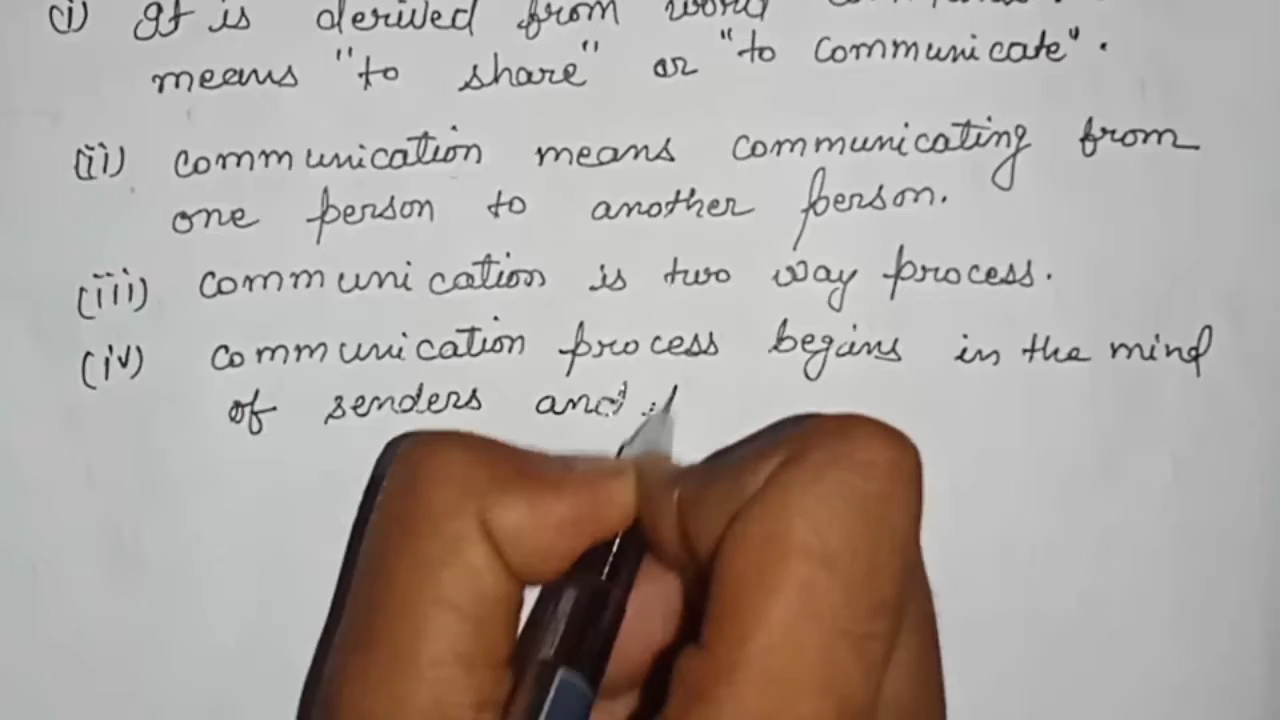 (i) It is derived from word
means "to share" or "to communicate".
(ii) communication means communicating from
one person to another person.
(iii) communication is two way process.
(iv) communication process begins in the mind
of senders and